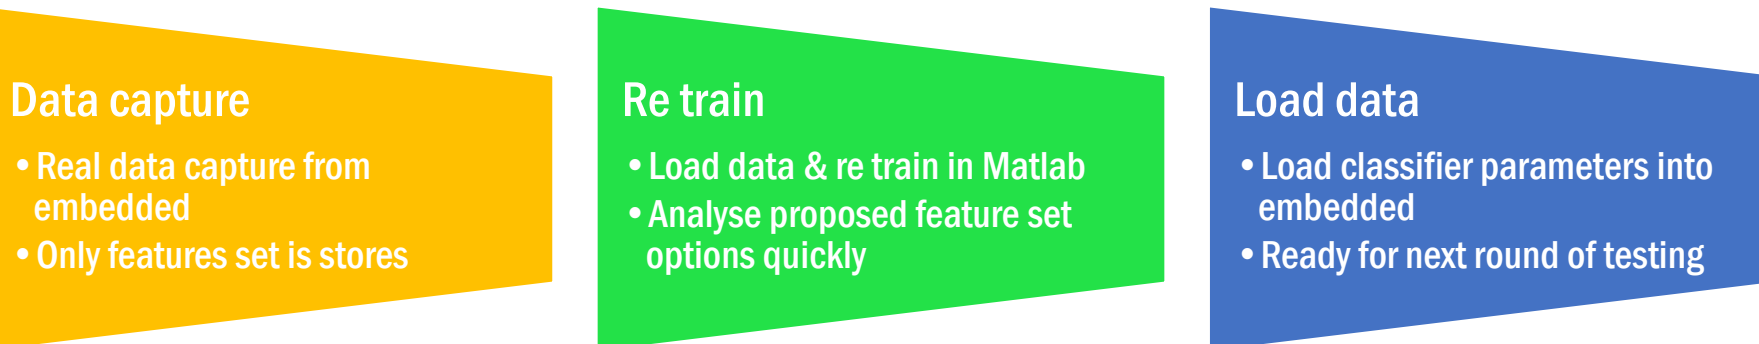 Data capture
• Real data capture from
embedded
• Only features set is stores
Re train
• Load data & re train in Matlab
• Analyse proposed feature set
options quickly
Load data
• Load classifier parameters into
embedded
• Ready for next round of testing